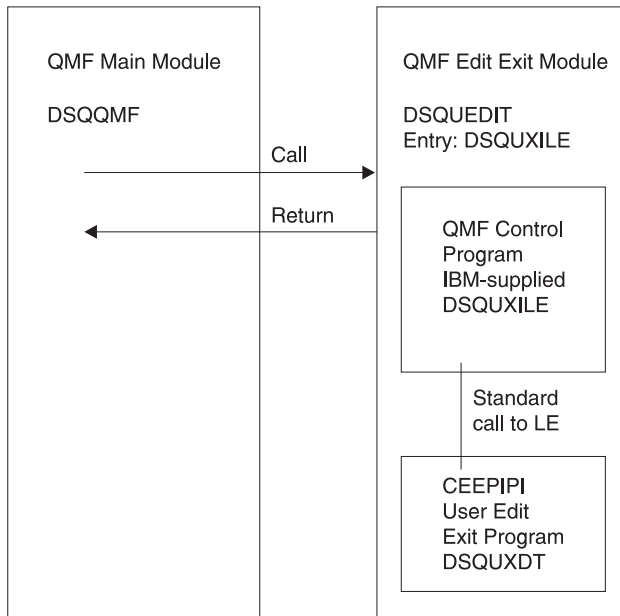 QMF Main Module
DSQQMF
QMF Edit Exit Module
DSQUEDIT
Entry: DSQUXILE
Call
Return
QMF Control
Program
IBM-supplied
DSQUXILE
Standard
call to LE
CEEPIPI
User Edit
Exit Program
DSQUXDT